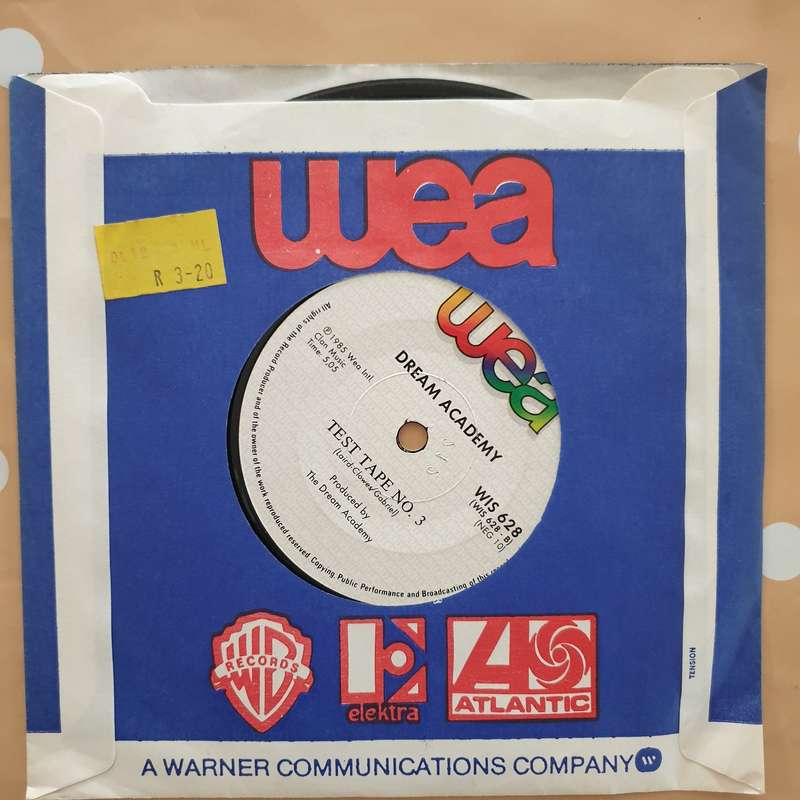 wea
R 3-20
wea
DREAM ACADEMY
℗ 1985 Wea Intl.
Clan Music
Time: 5,05
TEST TAPE NO. 3
(Laird-Clowes/Gabriel)
Produced by
The Dream Academy
WIS 628
(WIS 628 - B)
(NEG 10)
All rights of the Record Producer and of the owner of the work reproduced reserved Copying, Public Performance and Broadcasting of this
WB
RECORDS
elektra
A
ATLANTIC
TENSION
A WARNER COMMUNICATIONS COMPANY